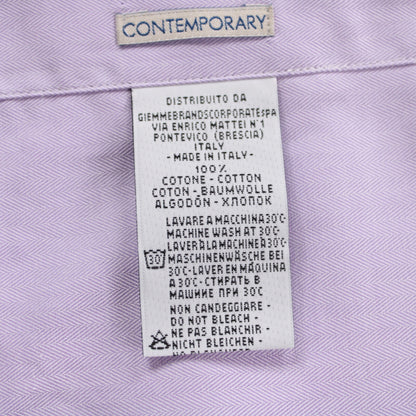 CONTEMPORARY
DISTRIBUITO DA
GIEMMEBRANDSCORPORATEspa
VIA ENRICO MATTEI N°1
PONTEVICO (BRESCIA)
ITALY
- MADE IN ITALY -
100%
COTONE - COTTON
COTON - BAUMWOLLE
ALGODÓN - ХЛОПОК
LAVARE A MACCHINA 30°C-
MACHINE WASH AT 30°C-
LAVER À LA MACHINE 30°C-
30° MASCHINENWÄSCHE BEI
30°C- LAVER EN MÁQUINA
A 30°C- СТИРАТЬ В
МАШИНЕ ПРИ 30°C
NON CANDEGGIARE -
DO NOT BLEACH -
NE PAS BLANCHIR -
NICHT BLEICHEN -